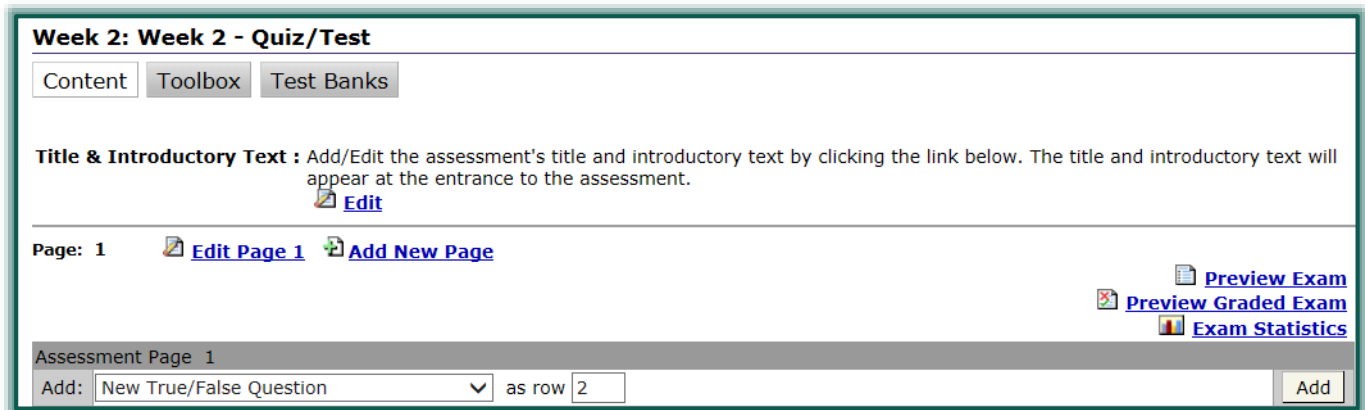 Week 2: Week 2 - Quiz/Test
Content Toolbox Test Banks
Title & Introductory Text : Add/Edit the assessment's title and introductory text by clicking the link below. The title and introductory text will
appear at the entrance to the assessment.
Edit
Page: 1 Edit Page 1 Add New Page
Preview Exam
Preview Graded Exam
Exam Statistics
Assessment Page 1
Add: New True/False Question as row 2 Add